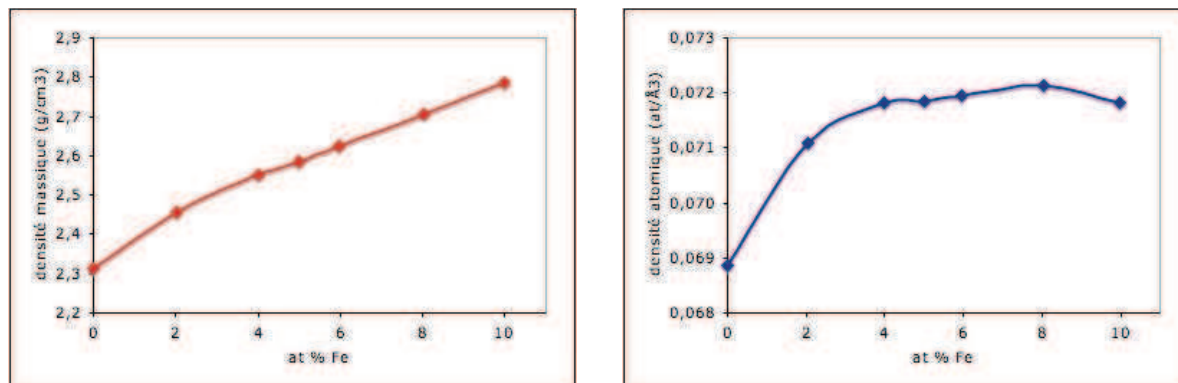 densité massique (g/cm3)
2,9
2,8
2,7
2,6
2,5
2,4
2,3
2,2
0 2 4 6 8 10
at % Fe
densité atomique (at/Å3)
0,073
0,072
0,071
0,070
0,069
0,068
0 2 4 6 8 10
at % Fe